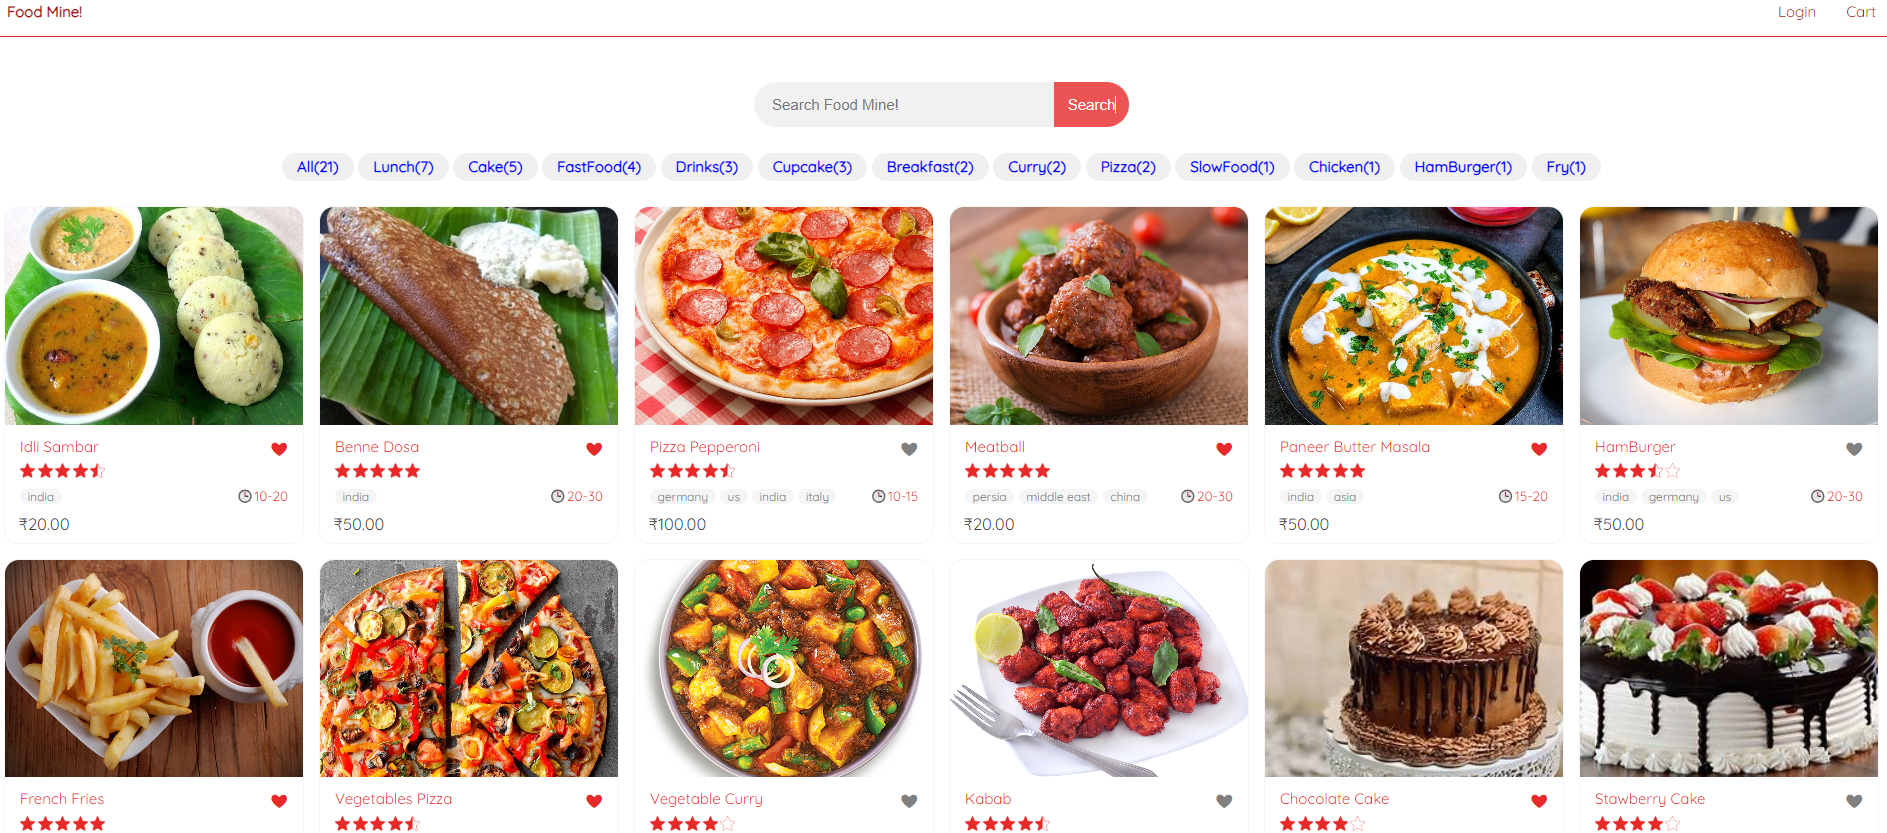 Food Mine! Login Cart
Search Food Mine! Search
All(21) Lunch(7) Cake(5) FastFood(4) Drinks(3) Cupcake(3) Breakfast(2) Curry(2) Pizza(2) SlowFood(1) Chicken(1) HamBurger(1) Fry(1)
Idli Sambar
india 10-20
₹20.00
Benne Dosa
india 20-30
₹50.00
Pizza Pepperoni
germany us india italy 10-15
₹100.00
Meatball
persia middle east china 20-30
₹20.00
Paneer Butter Masala
india asia 15-20
₹50.00
HamBurger
india germany us 20-30
₹50.00
French Fries
Vegetables Pizza
Vegetable Curry
Kabab
Chocolate Cake
Stawberry Cake